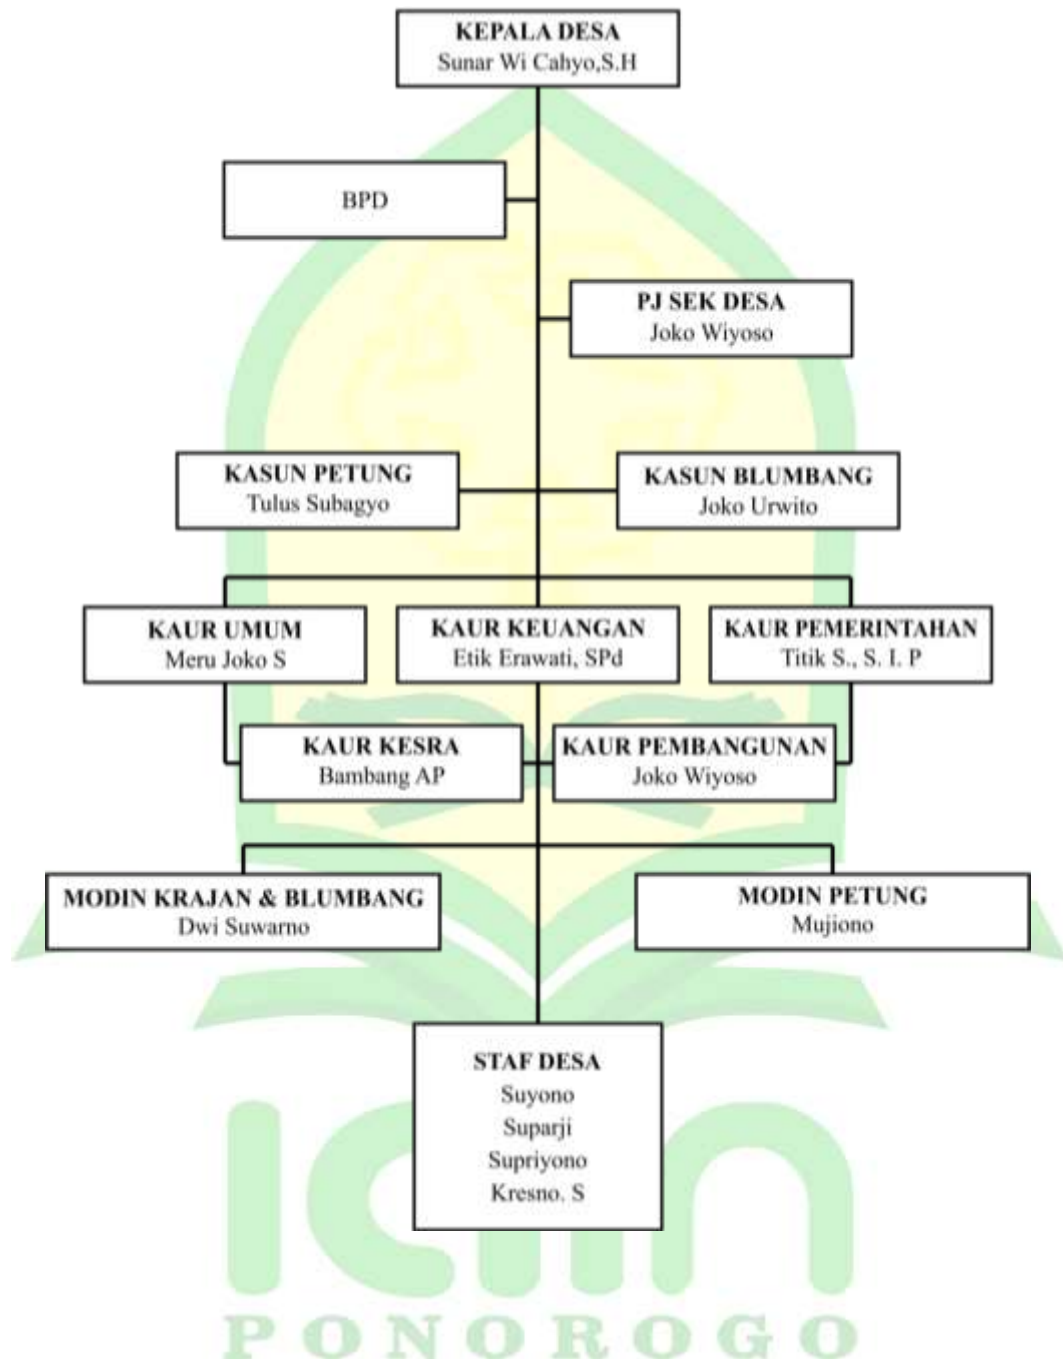 KEPALA DESA
Sunar Wi Cahyo,S.H
BPD
PJ SEK DESA
Joko Wiyoso
KASUN PETUNG
Tulus Subagyo
KASUN BLUMBANG
Joko Urwito
KAUR UMUM
Meru Joko S
KAUR KEUANGAN
Etik Erawati, SPd
KAUR PEMERINTAHAN
Titik S., S. I. P
KAUR KESRA
Bambang AP
KAUR PEMBANGUNAN
Joko Wiyoso
MODIN KRAJAN & BLUMBANG
Dwi Suwarno
MODIN PETUNG
Mujiono
STAF DESA
Suyono
Suparji
Supriyono
Kresno. S
iain
PONOROGO